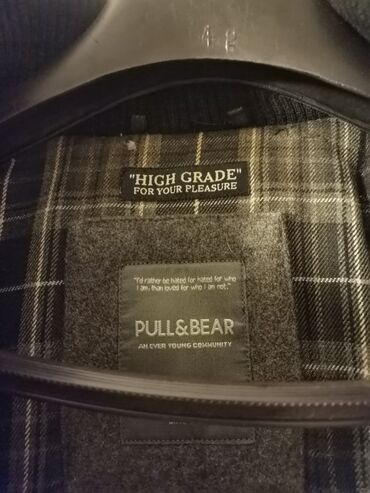 48
"HIGH GRADE"
FOR YOUR PLEASURE
"I'd rather be hated for hated for who
I am, than loved for who I am not."
PULL&BEAR
AN EVER YOUNG COMMUNITY